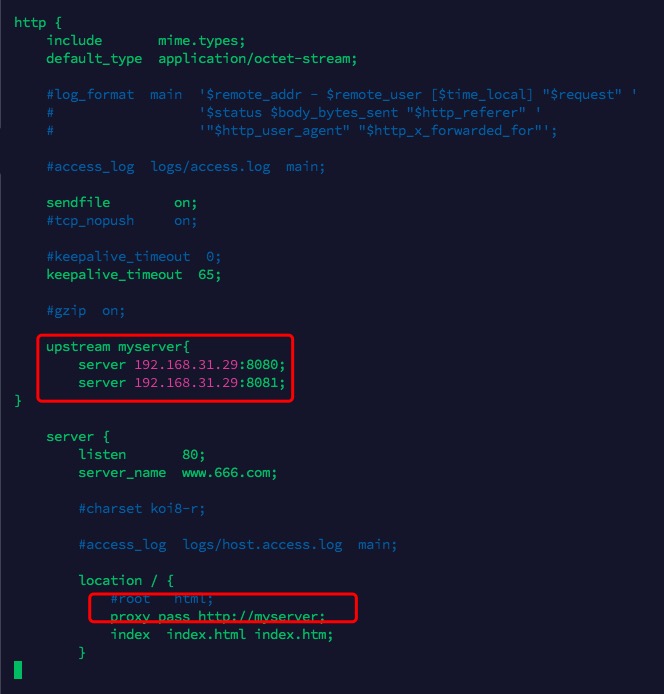 http {
    include       mime.types;
    default_type  application/octet-stream;

    #log_format  main  '$remote_addr - $remote_user [$time_local] "$request" '
    #                  '$status $body_bytes_sent "$http_referer" '
    #                  '"$http_user_agent" "$http_x_forwarded_for"';

    #access_log  logs/access.log  main;

    sendfile        on;
    #tcp_nopush     on;

    #keepalive_timeout  0;
    keepalive_timeout  65;

    #gzip  on;

    upstream myserver{
        server 192.168.31.29:8080;
        server 192.168.31.29:8081;
}

    server {
        listen       80;
        server_name  www.666.com;

        #charset koi8-r;

        #access_log  logs/host.access.log  main;

        location / {
            #root   html;
            proxy_pass http://myserver;
            index  index.html index.htm;
        }